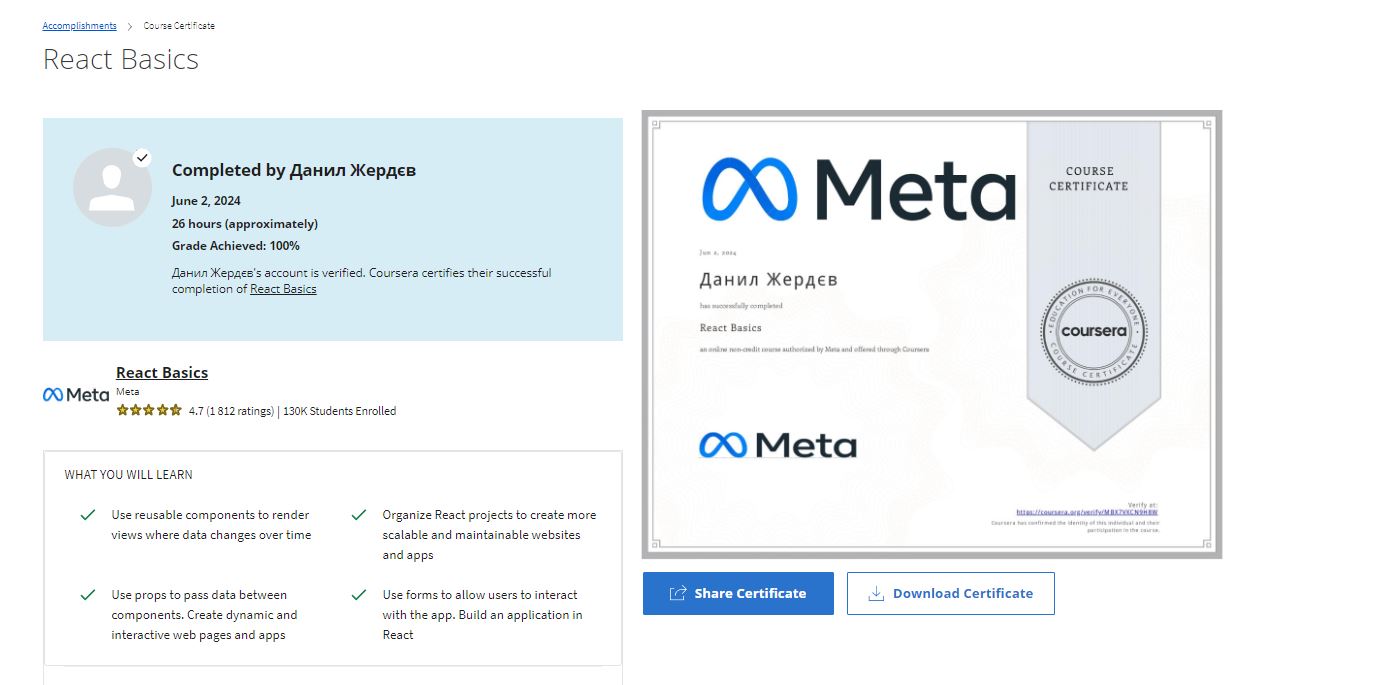 Accomplishments > Course Certificate
React Basics
Completed by Данил Жердєв
June 2, 2024
26 hours (approximately)
Grade Achieved: 100%
Данил Жердєв's account is verified. Coursera certifies their successful
completion of React Basics
React Basics
Meta
Meta
4.7 (1 812 ratings) | 130K Students Enrolled
WHAT YOU WILL LEARN
Use reusable components to render
views where data changes over time
Organize React projects to create more
scalable and maintainable websites
and apps
Use props to pass data between
components. Create dynamic and
interactive web pages and apps
Use forms to allow users to interact
with the app. Build an application in
React
Meta
COURSE
CERTIFICATE
Jun 2, 2024
Данил Жердєв
has successfully completed
React Basics
an online non-credit course authorized by Meta and offered through Coursera
EDUCATION FOR EVERYONE
coursera
COURSE CERTIFICATE
Meta
Verify at:
https://coursera.org/verify/
Coursera has confirmed the identity of this individual and their
participation in the course.
Share Certificate
Download Certificate